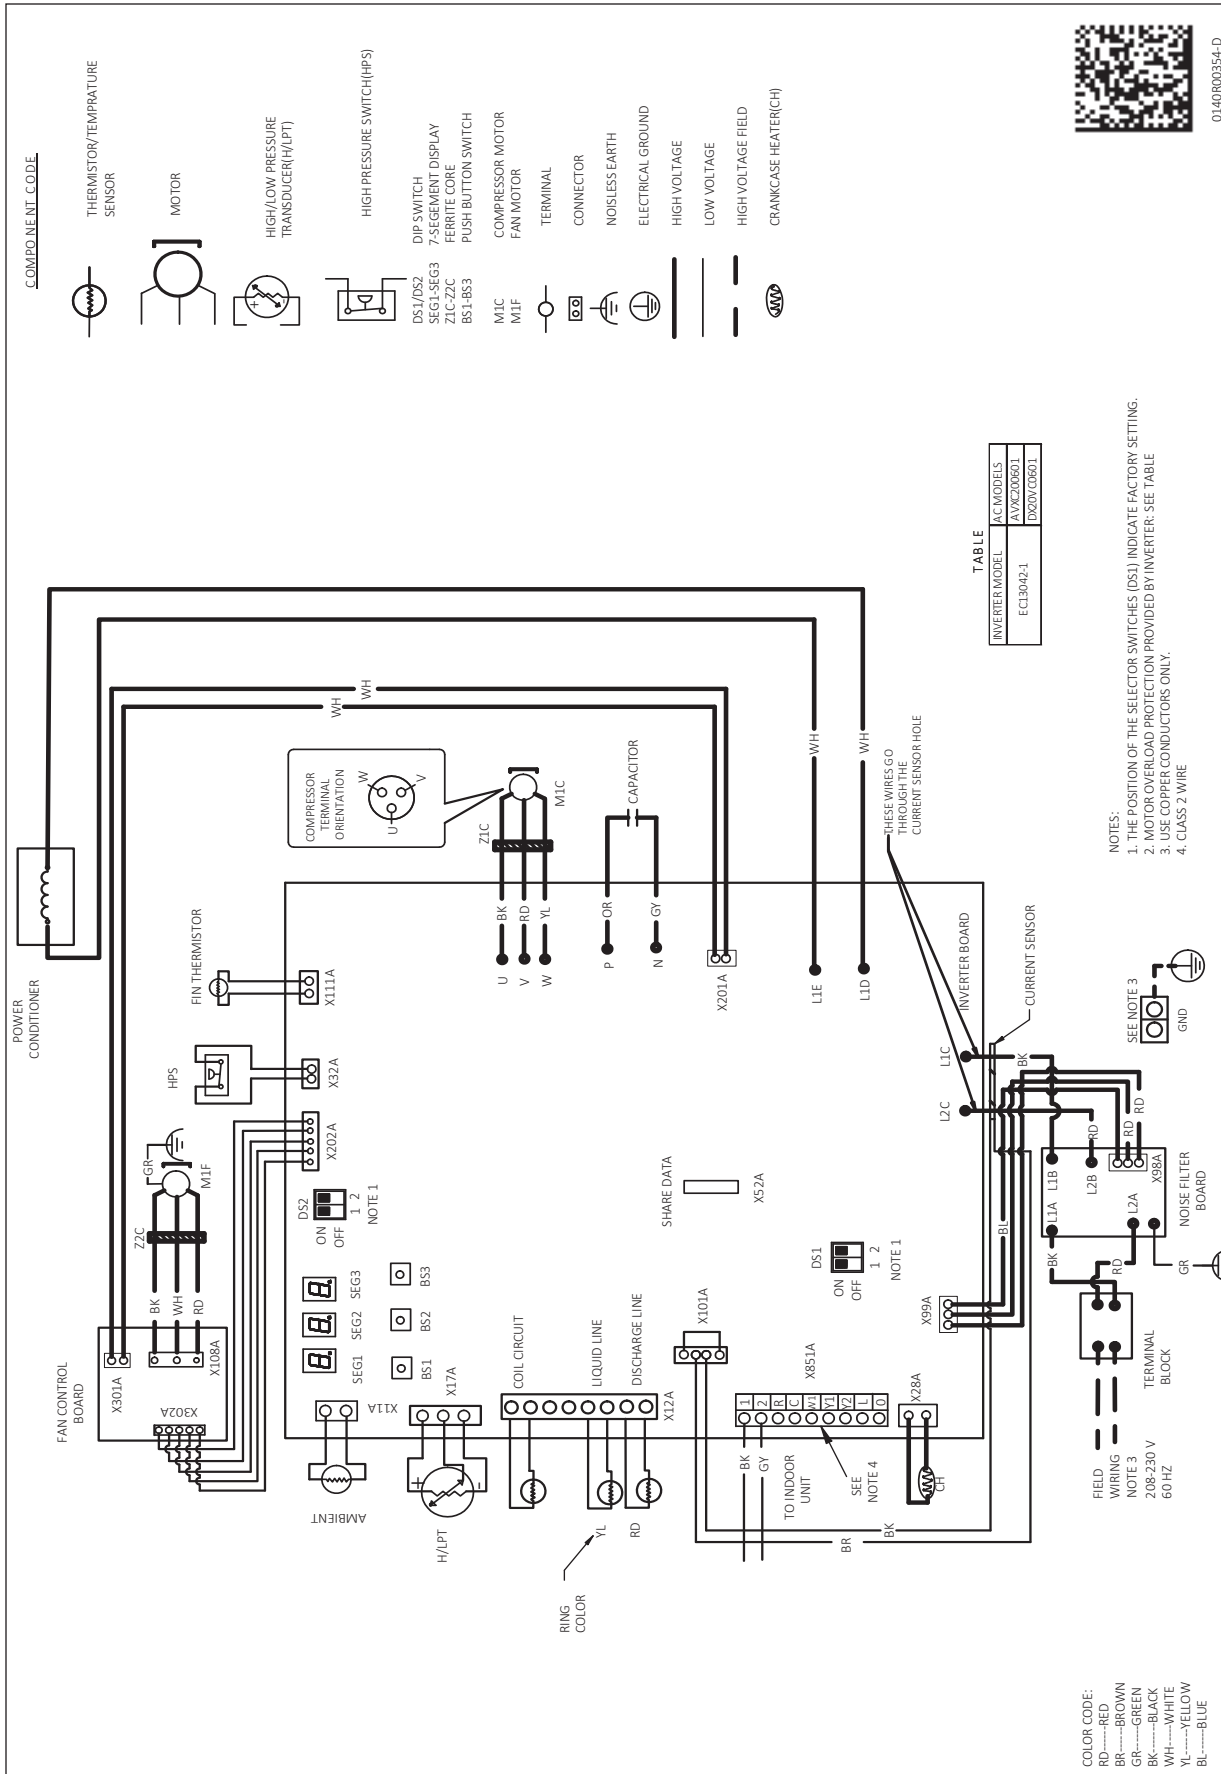 POWER
CONDITIONER
FAN CONTROL
BOARD
X301A
X302A
X108A
BK
WH
RD
Z2C
GR
M1F
HPS
FIN THERMISTOR
X202A
X32A
X111A
WH
WH
AMBIENT
X11A
SEG1
SEG2
SEG3
BS1
BS2
BS3
DS2
ON
OFF
1 2
NOTE 1
H/LPT
+
-
X17A
COIL CIRCUIT
LIQUID LINE
DISCHARGE LINE
X12A
RING
COLOR
YL
RD
COMPRESSOR
TERMINAL
ORIENTATION
U
W
V
U
V
W
BK
RD
YL
Z1C
M1C
P
N
OR
GY
CAPACITOR
X201A
L1E
L1D
WH
WH
SHARE DATA
X52A
X101A
DS1
ON
OFF
1 2
NOTE 1
X851A
1
2
R
C
W1
Y1
Y2
L
O
BK
GY
TO INDOOR
UNIT
SEE
NOTE 4
X28A
CH
BR
BK
X99A
L2C
L1C
INVERTER BOARD
CURRENT SENSOR
THESE WIRES GO
THROUGH THE
CURRENT SENSOR HOLE
BL
BK
RD
RD
RD
L1A
L1B
L2B
L2A
X98A
NOISE FILTER
BOARD
BK
RD
GR
TERMINAL
BLOCK
FIELD
WIRING
NOTE 3
208-230 V
60 HZ
SEE NOTE 3
GND
COMPONENT CODE
THERMISTOR/TEMPRATURE
SENSOR
MOTOR
+
-
HIGH/LOW PRESSURE
TRANSDUCER(H/LPT)
HIGH PRESSURE SWITCH(HPS)
DS1/DS2 DIP SWITCH
SEG1-SEG3 7-SEGEMENT DISPLAY
Z1C-Z2C FERRITE CORE
BS1-BS3 PUSH BUTTON SWITCH
M1C COMPRESSOR MOTOR
M1F FAN MOTOR
TERMINAL
CONNECTOR
NOISLESS EARTH
ELECTRICAL GROUND
HIGH VOLTAGE
LOW VOLTAGE
HIGH VOLTAGE FIELD
CRANKCASE HEATER(CH)
TABLE
INVERTER MODEL AC MODELS
EC13042-1 AVXC200601
DX20VC0601
NOTES:
1. THE POSITION OF THE SELECTOR SWITCHES (DS1) INDICATE FACTORY SETTING.
2. MOTOR OVERLOAD PROTECTION PROVIDED BY INVERTER: SEE TABLE
3. USE COPPER CONDUCTORS ONLY.
4. CLASS 2 WIRE
COLOR CODE:
RD------RED
BR------BROWN
GR------GREEN
BK------BLACK
WH-----WHITE
YL------YELLOW
BL------BLUE
0140R00354-D